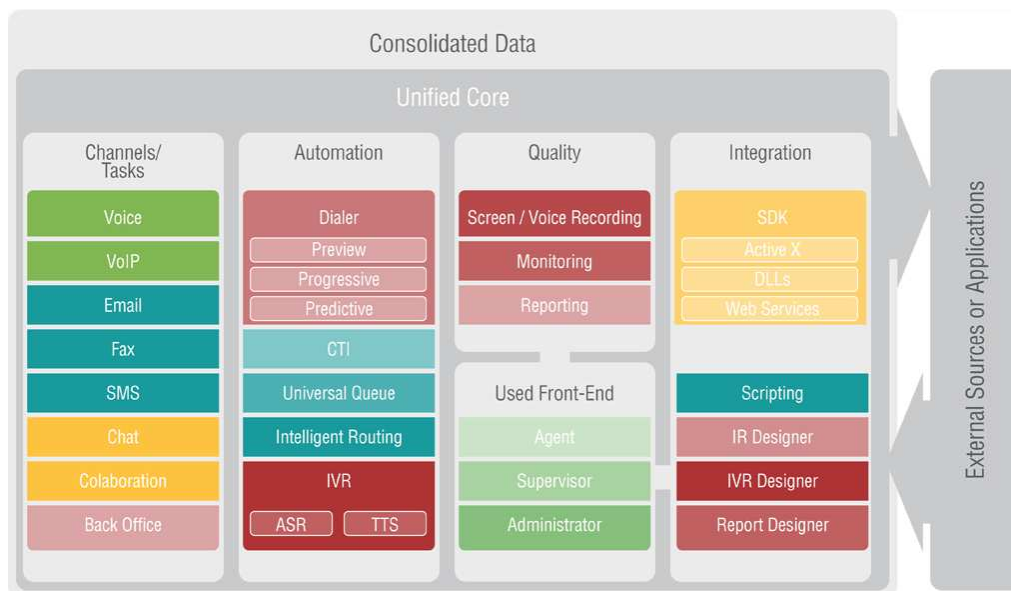 Consolidated Data
Unified Core
Channels/
Tasks
Voice
VoIP
Email
Fax
SMS
Chat
Colaboration
Back Office
Automation
Dialer
Preview
Progressive
Predictive
CTI
Universal Queue
Intelligent Routing
IVR
ASR
TTS
Quality
Screen / Voice Recording
Monitoring
Reporting
Used Front-End
Agent
Supervisor
Administrator
Integration
SDK
Active X
DLLs
Web Services
Scripting
IR Designer
IVR Designer
Report Designer
External Sources or Applications